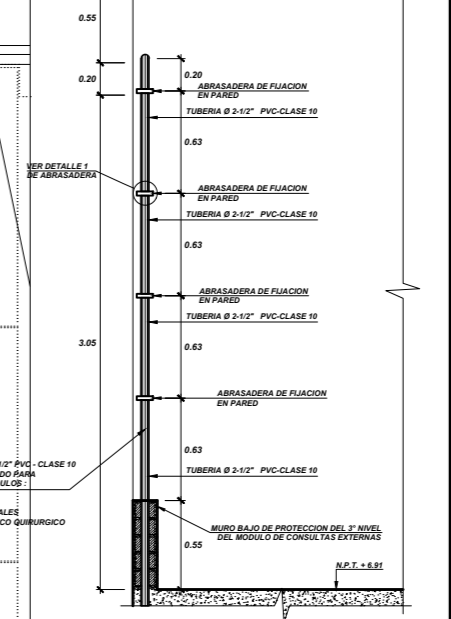 0.55
0.20
0.20
ABRASADERA DE FIJACION
EN PARED
TUBERIA Ø 2-1/2" PVC-CLASE 10
0.63
VER DETALLE 1
DE ABRASADERA
ABRASADERA DE FIJACION
EN PARED
TUBERIA Ø 2-1/2" PVC-CLASE 10
0.63
ABRASADERA DE FIJACION
EN PARED
TUBERIA Ø 2-1/2" PVC-CLASE 10
3.05
0.63
ABRASADERA DE FIJACION
EN PARED
0.63
TUBERIA Ø 2-1/2" PVC-CLASE 10
1/2" PVC - CLASE 10
DO PARA
ULOS :
ALES
CO QUIRURGICO
MURO BAJO DE PROTECCION DEL 3° NIVEL
DEL MODULO DE CONSULTAS EXTERNAS
0.55
N.P.T. + 6.91